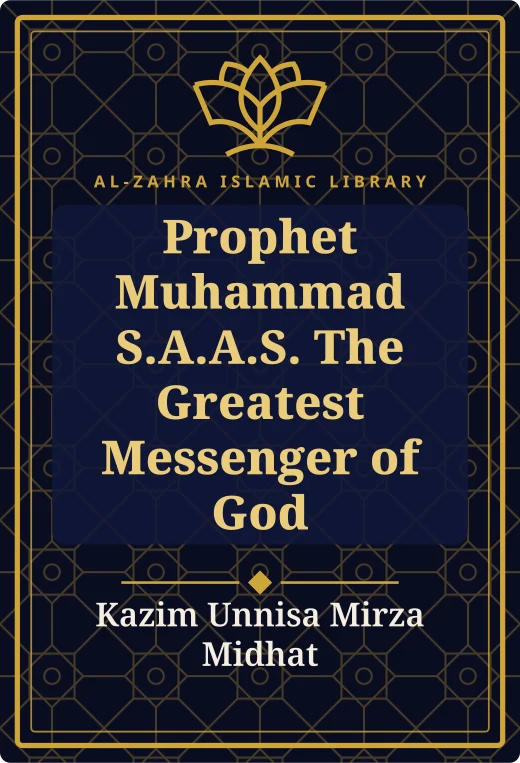 AL-ZAHRA ISLAMIC LIBRARY
Prophet
Muhammad
S.A.A.S. The
Greatest
Messenger of
God
Kazim Unnisa Mirza
Midhat